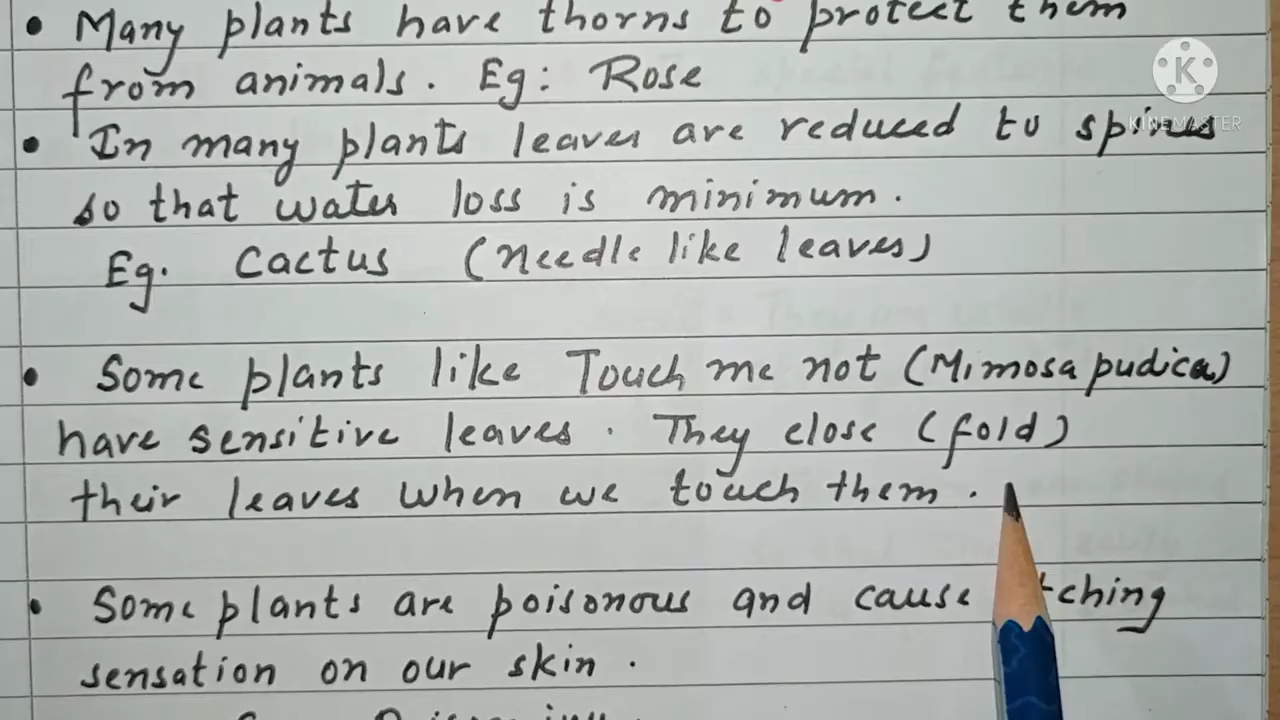 • Many plants have thorns to protect them
from animals. Eg: Rose
K
KINEMASTER
• In many plants leaves are reduced to spines
so that water loss is minimum.
Eg. Cactus (Needle like leaves)
• Some plants like Touch me not (Mimosa pudica)
have sensitive leaves. They close (fold)
their leaves when we touch them.
• Some plants are poisonous and cause itching
sensation on our skin.